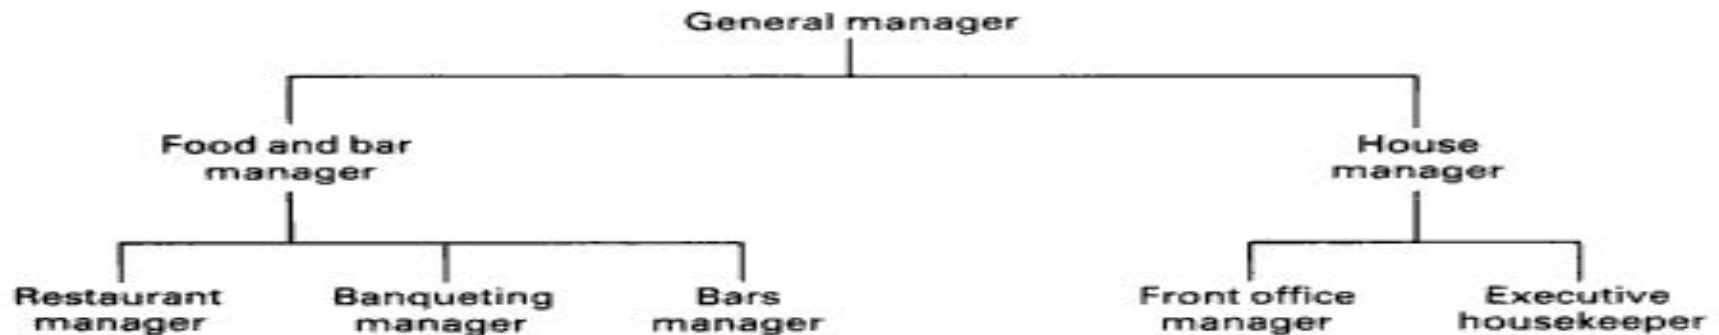 General manager
Food and bar
manager
House
manager
Restaurant
manager
Banqueting
manager
Bars
manager
Front office
manager
Executive
housekeeper